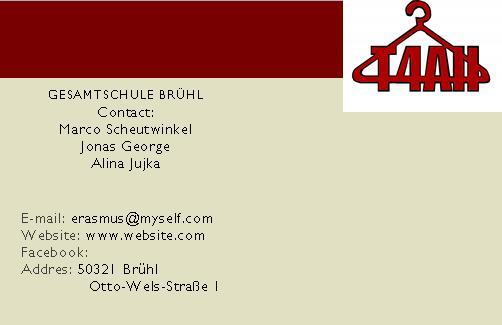 T4AH
GESAMTSCHULE BRÜHL
Contact:
Marco Scheutwinkel
Jonas George
Alina Jujka
E-mail: erasmus@myself.com
Website: www.website.com
Facebook:
Addres: 50321 Brühl
Otto-Wels-Straße 1